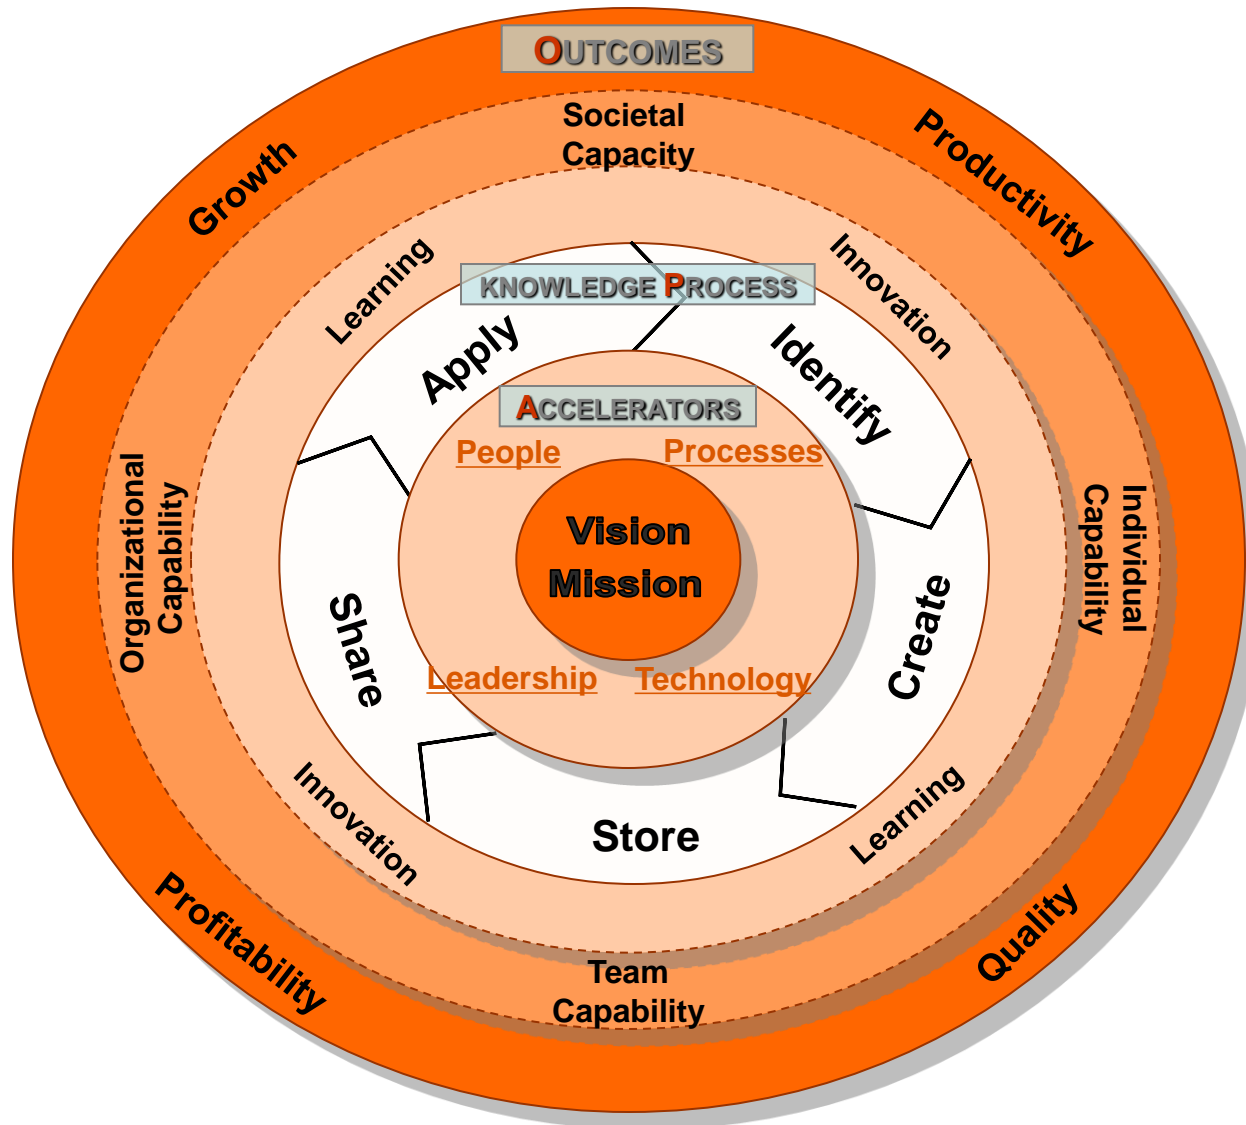 OUTCOMES
Societal
Capacity
Growth
Productivity
Learning
Innovation
KNOWLEDGE PROCESS
Apply
Identify
ACCELERATORS
People
Processes
Vision
Mission
Organizational
Capability
Individual
Capability
Share
Create
Leadership
Technology
Innovation
Learning
Store
Profitability
Quality
Team
Capability